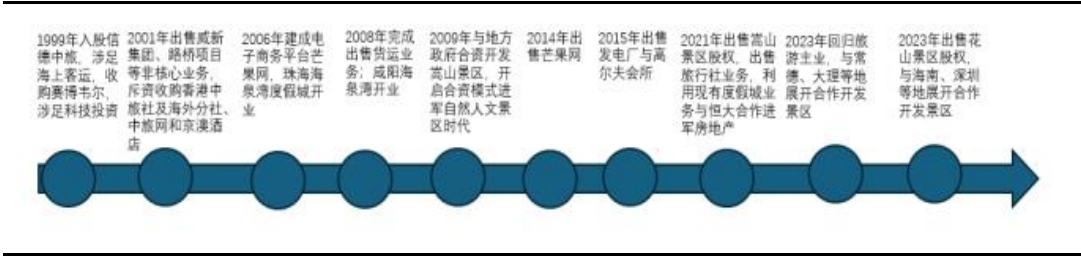 1999年入股信
德中旅，涉足
海上客运，收
购赛博韦尔，
涉足科技投资
2001年出售威新
集团、路桥项目
等非核心业务，
斥资收购香港中
旅社及海外分社、
中旅网和京澳酒
店
2006年建成电
子商务平台芒
果网，珠海海
泉湾度假城开
业
2008年完成
出售货运业
务；咸阳海
泉湾开业
2009年与地方
政府合资开发
嵩山景区，开
启合资模式进
军自然人文景
区时代
2014年出
售芒果网
2015年出售
发电厂与高
尔夫会所
2021年出售嵩山
景区股权，出售
旅行社业务，利
用现有度假城业
务与恒大合作进
军房地产
2023年回归旅
游主业，与常
德、大理等地
展开合作开发
景区
2023年出售花
山景区股权，
与海南、深圳
等地展开合作
开发景区